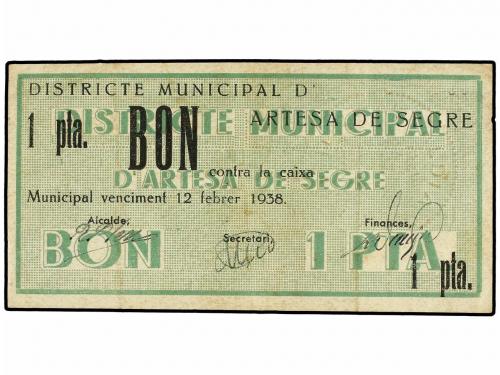 DISTRICTE MUNICIPAL D'
1 pta. BON ARTESA DE SEGRE
DISTRICTE MUNICIPAL
contra la caixa
D'ARTESA DE SEGRE
Municipal venciment 12 febrer 1938.
Alcalde, Secretari, Finances,
BON 1 PTA
1 pta.